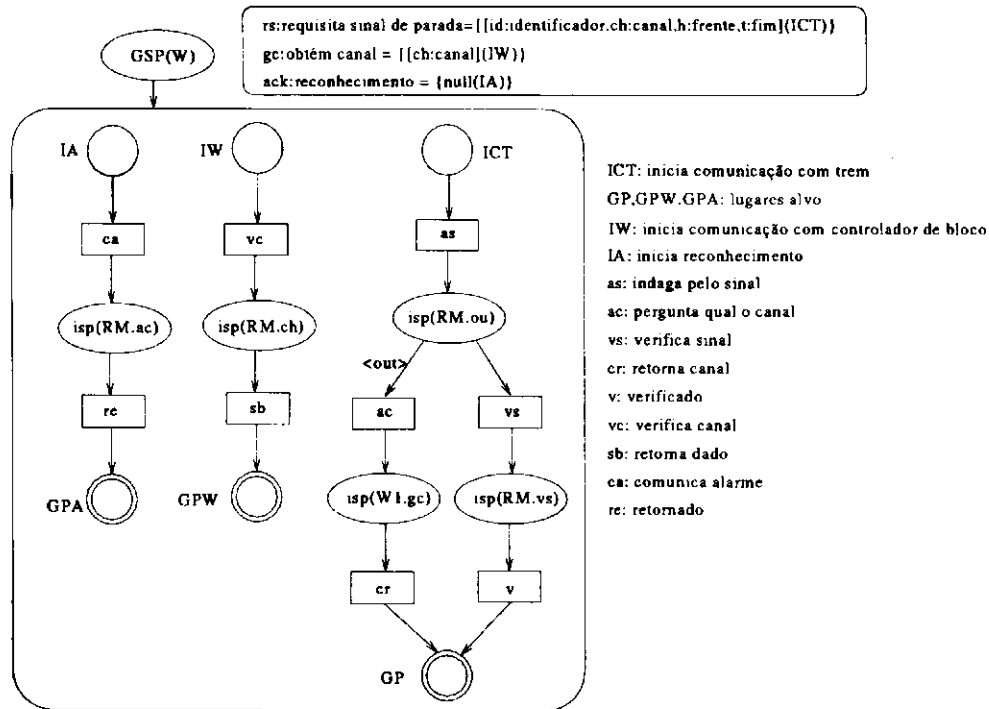 GSP(W)
rs:requisita sinal de parada=[[id:identificador,ch:canal,h:frente,t:fim](ICT)}
gc:obtém canal = [[ch:canal](IW)}
ack:reconhecimento = {null(IA)}
IA
IW
ICT
ca
vc
as
isp(RM.ac)
isp(RM.ch)
isp(RM.ou)
<out>
re
sb
ac
vs
GPA
GPW
isp(W1.gc)
isp(RM.vs)
cr
v
GP
ICT: inicia comunicação com trem
GP,GPW,GPA: lugares alvo
IW: inicia comunicação com controlador de bloco
IA: inicia reconhecimento
as: indaga pelo sinal
ac: pergunta qual o canal
vs: verifica sinal
cr: retorna canal
v: verificado
vc: verifica canal
sb: retorna dado
ca: comunica alarme
re: retornado